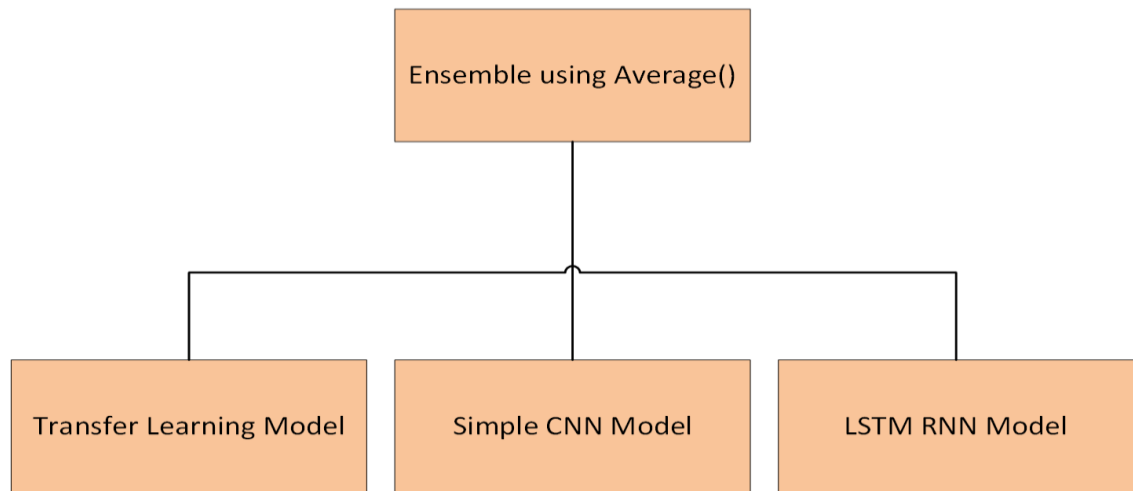 Ensemble using Average()
Transfer Learning Model
Simple CNN Model
LSTM RNN Model